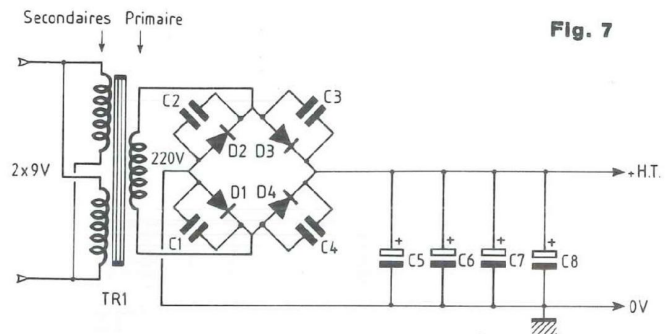 Secondaires Primaire
Fig. 7
C2
C3
2x9V
220V
D2 D3
D1 D4
+H.T.
C1
C4
+ + + +
C5 C6 C7 C8
TR1
0V